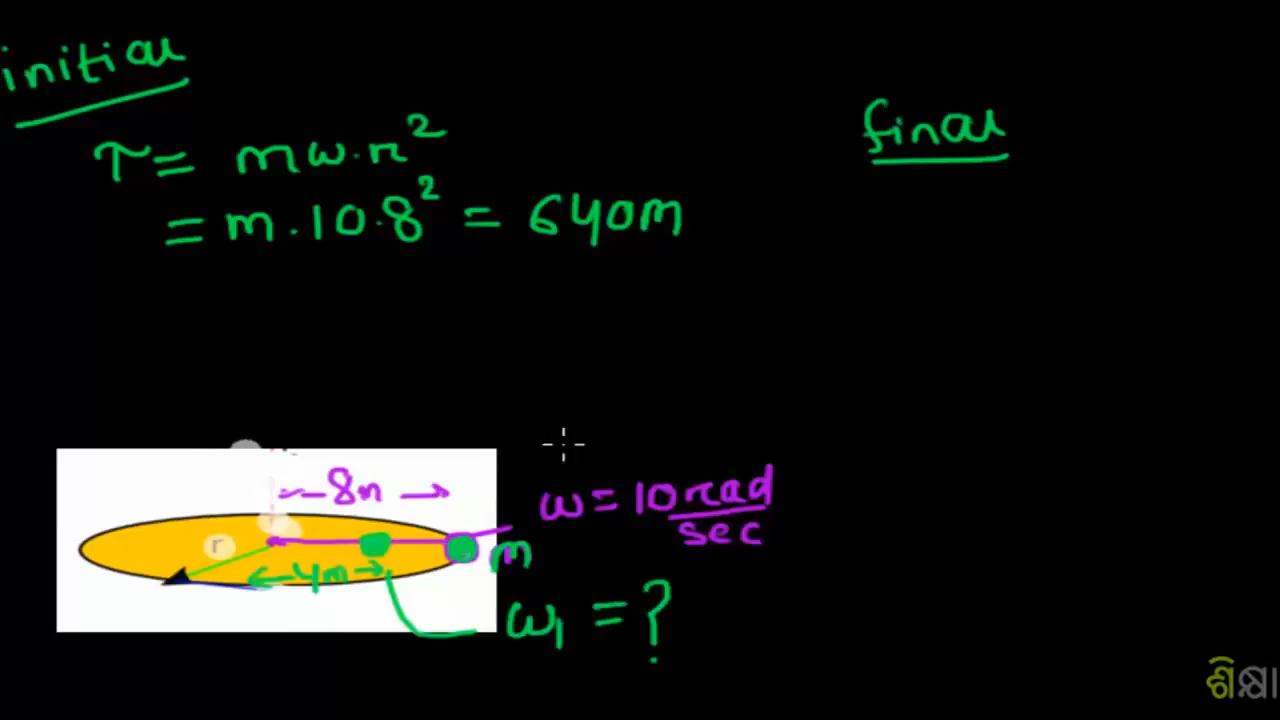 initial
final
τ = mω.r²
= m.10.8² = 640m
8m
ω = 10 rad/sec
r
m
4m
ω₁ = ?
ଶିକ୍ଷା